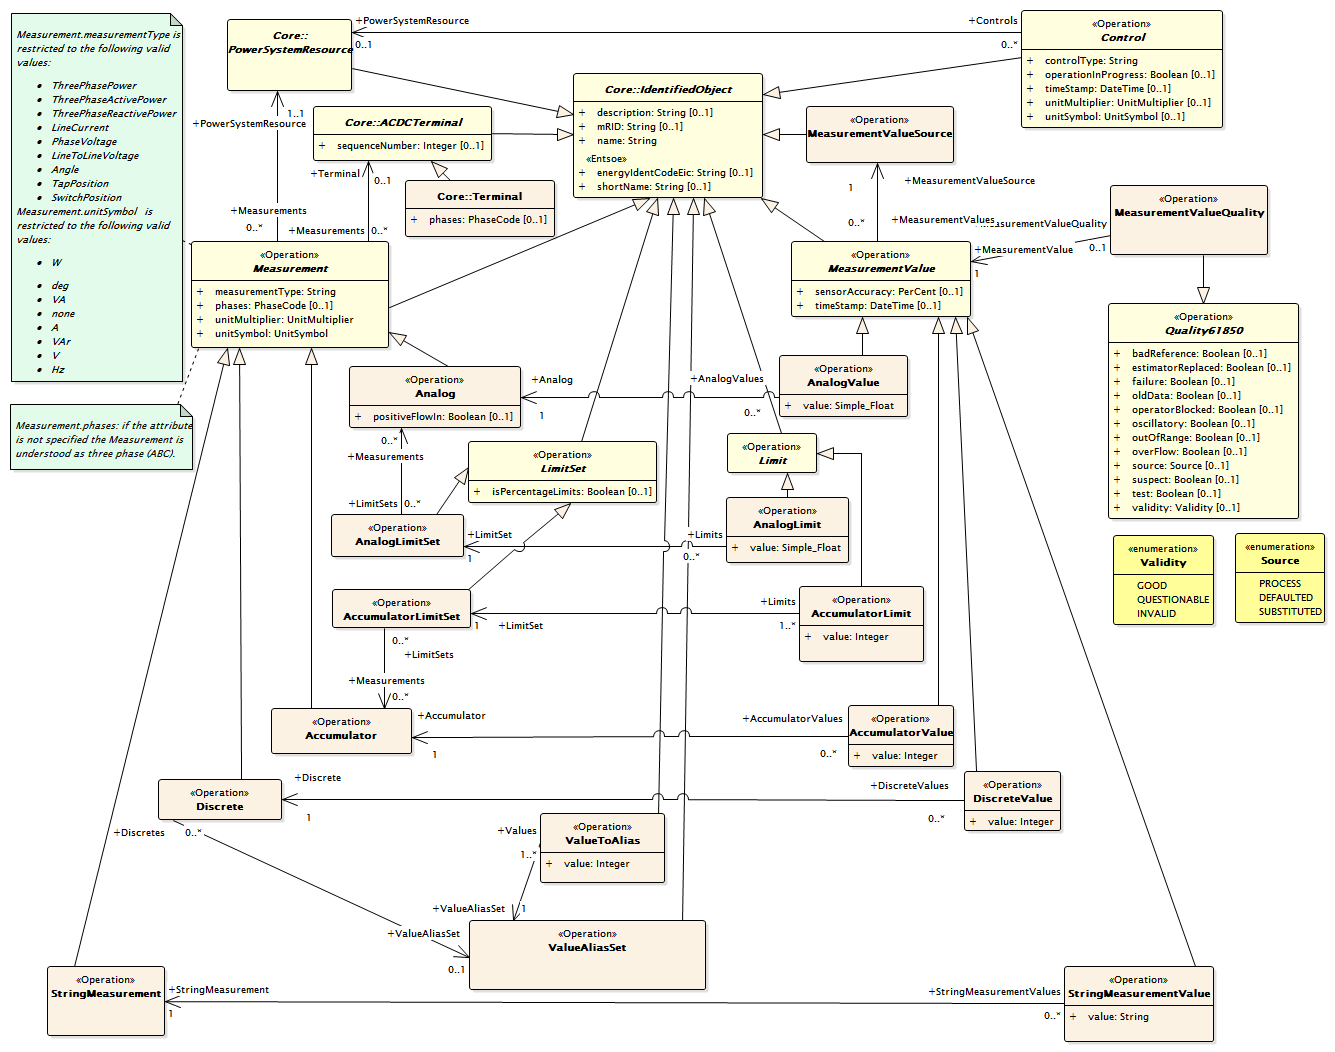 Measurement.measurementType is
restricted to the following valid
values:
• ThreePhasePower
• ThreePhaseActivePower
• ThreePhaseReactivePower
• LineCurrent
• PhaseVoltage
• LineToLineVoltage
• Angle
• TapPosition
• SwitchPosition
Measurement.unitSymbol is
restricted to the following valid
values:
• W
• deg
• VA
• none
• A
• VAr
• V
• Hz
Measurement.phases: if the attribute
is not specified the Measurement is
understood as three phase (ABC).
Core::
PowerSystemResource
+PowerSystemResource
0..1
+Controls
0..*
«Operation»
Control
+ controlType: String
+ operationInProgress: Boolean [0..1]
+ timeStamp: DateTime [0..1]
+ unitMultiplier: UnitMultiplier [0..1]
+ unitSymbol: UnitSymbol [0..1]
Core::IdentifiedObject
+ description: String [0..1]
+ mRID: String [0..1]
+ name: String
«Entsoe»
+ energyIdentCodeEic: String [0..1]
+ shortName: String [0..1]
1..1
+PowerSystemResource
Core::ACDCTerminal
+ sequenceNumber: Integer [0..1]
+Terminal
0..1
Core::Terminal
+ phases: PhaseCode [0..1]
«Operation»
MeasurementValueSource
+MeasurementValueSource
1
0..*
+MeasurementValues
«Operation»
MeasurementValueQuality
MeasurementValueQuality
0..1
+MeasurementValue
1
+Measurements
0..*
+Measurements
0..*
«Operation»
Measurement
+ measurementType: String
+ phases: PhaseCode [0..1]
+ unitMultiplier: UnitMultiplier
+ unitSymbol: UnitSymbol
«Operation»
MeasurementValue
+ sensorAccuracy: PerCent [0..1]
+ timeStamp: DateTime [0..1]
«Operation»
Quality61850
+ badReference: Boolean [0..1]
+ estimatorReplaced: Boolean [0..1]
+ failure: Boolean [0..1]
+ oldData: Boolean [0..1]
+ operatorBlocked: Boolean [0..1]
+ oscillatory: Boolean [0..1]
+ outOfRange: Boolean [0..1]
+ overFlow: Boolean [0..1]
+ source: Source [0..1]
+ suspect: Boolean [0..1]
+ test: Boolean [0..1]
+ validity: Validity [0..1]
«Operation»
Analog
+ positiveFlowIn: Boolean [0..1]
+Analog
1
+AnalogValues
0..*
«Operation»
AnalogValue
+ value: Simple_Float
0..*
+Measurements
+LimitSets
0..*
«Operation»
LimitSet
+ isPercentageLimits: Boolean [0..1]
«Operation»
Limit
«Operation»
AnalogLimitSet
+LimitSet
1
+Limits
0..*
«Operation»
AnalogLimit
+ value: Simple_Float
«enumeration»
Validity
GOOD
QUESTIONABLE
INVALID
«enumeration»
Source
PROCESS
DEFAULTED
SUBSTITUTED
«Operation»
AccumulatorLimitSet
1
+LimitSet
+Limits
1..*
«Operation»
AccumulatorLimit
+ value: Integer
0..*
+LimitSets
+Measurements
0..*
«Operation»
Accumulator
+Accumulator
1
+AccumulatorValues
0..*
«Operation»
AccumulatorValue
+ value: Integer
«Operation»
Discrete
+Discrete
1
+DiscreteValues
0..*
«Operation»
DiscreteValue
+ value: Integer
+Discretes
0..*
+Values
1..*
«Operation»
ValueToAlias
+ value: Integer
+ValueAliasSet
1
+ValueAliasSet
0..1
«Operation»
ValueAliasSet
«Operation»
StringMeasurement
+StringMeasurement
1
+StringMeasurementValues
0..*
«Operation»
StringMeasurementValue
+ value: String